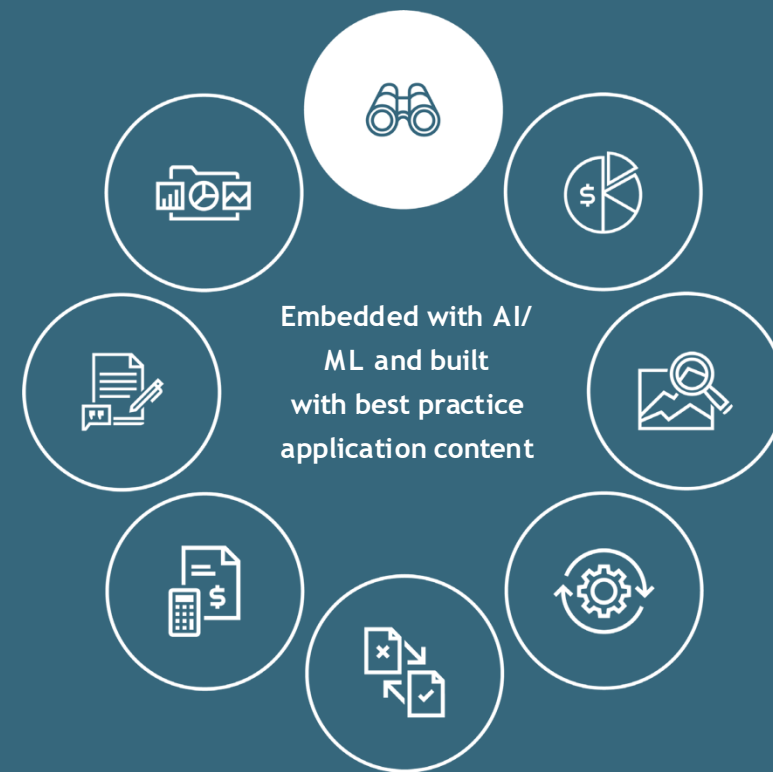 Embedded with AI/
ML and built
with best practice
application content